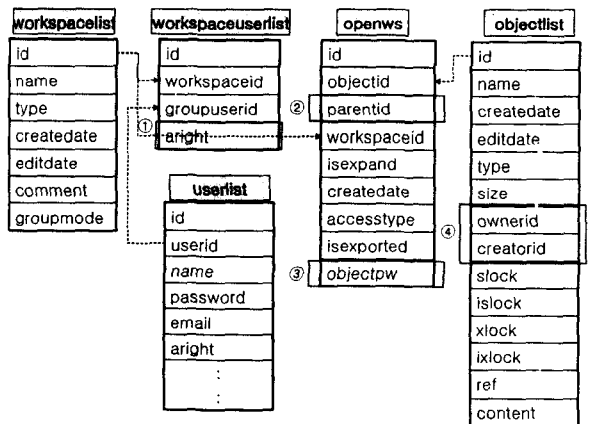 workspacelist
id
name
type
createdate
editdate
comment
groupmode
workspaceuserlist
id
workspaceid
groupuserid
① aright
userlist
id
userid
name
password
email
aright
openws
id
objectid
② parentid
workspaceid
isexpand
createdate
accesstype
isexported
③ objectpw
objectlist
id
name
createdate
editdate
type
size
④
ownerid
creatorid
slock
islock
xlock
ixlock
ref
content